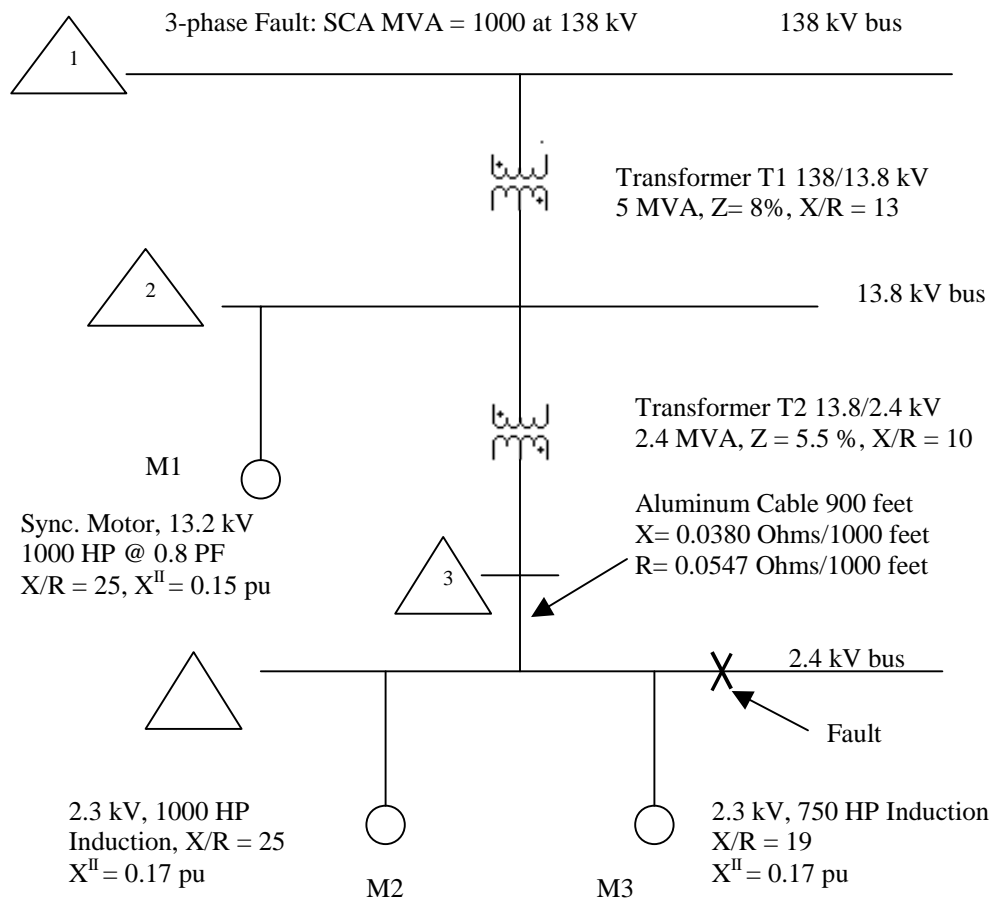 3-phase Fault: SCA MVA = 1000 at 138 kV
138 kV bus
1
Transformer T1 138/13.8 kV
5 MVA, Z= 8%, X/R = 13
2
13.8 kV bus
Transformer T2 13.8/2.4 kV
2.4 MVA, Z = 5.5 %, X/R = 10
M1
Sync. Motor, 13.2 kV
1000 HP @ 0.8 PF
X/R = 25, X^II = 0.15 pu
Aluminum Cable 900 feet
X= 0.0380 Ohms/1000 feet
R= 0.0547 Ohms/1000 feet
3
2.4 kV bus
Fault
2.3 kV, 1000 HP
Induction, X/R = 25
X^II = 0.17 pu
M2
M3
2.3 kV, 750 HP Induction
X/R = 19
X^II = 0.17 pu